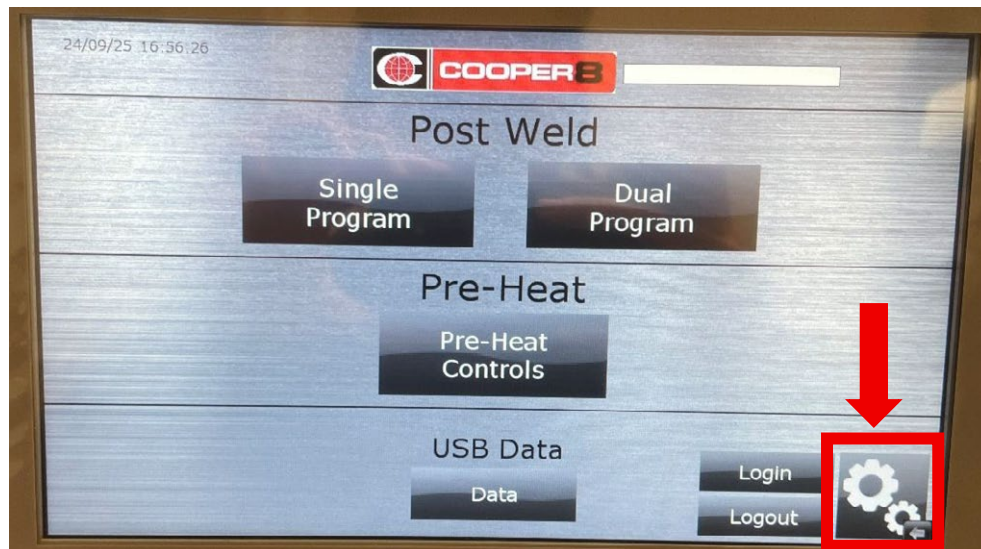 24/09/25 16:56:26
COOPER8
Post Weld
Single
Program
Dual
Program
Pre-Heat
Pre-Heat
Controls
USB Data
Data
Login
Logout